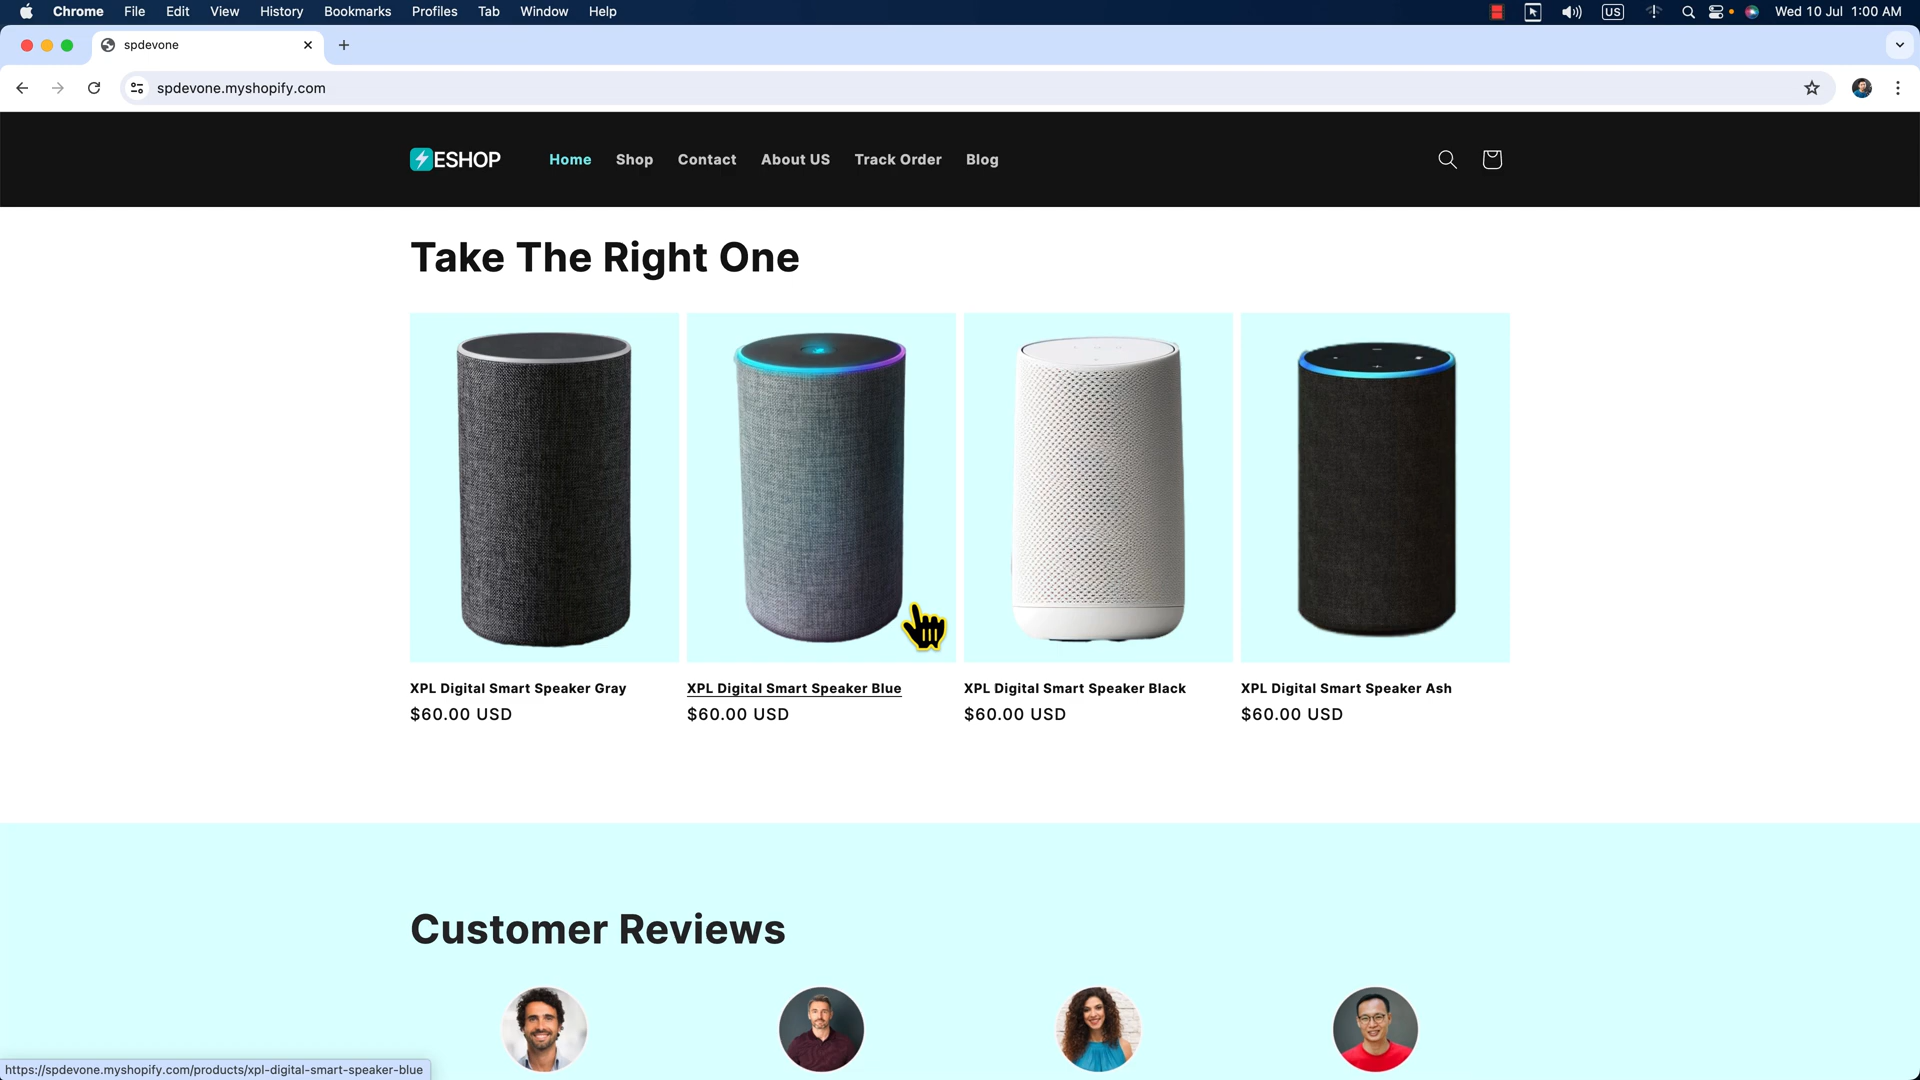 Chrome File Edit View History Bookmarks Profiles Tab Window Help US Wed 10 Jul 1:00 AM
spdevone
spdevone.myshopify.com
ESHOP Home Shop Contact About US Track Order Blog
Take The Right One
XPL Digital Smart Speaker Gray
$60.00 USD
XPL Digital Smart Speaker Blue
$60.00 USD
XPL Digital Smart Speaker Black
$60.00 USD
XPL Digital Smart Speaker Ash
$60.00 USD
Customer Reviews
https://spdevone.myshopify.com/products/xpl-digital-smart-speaker-blue